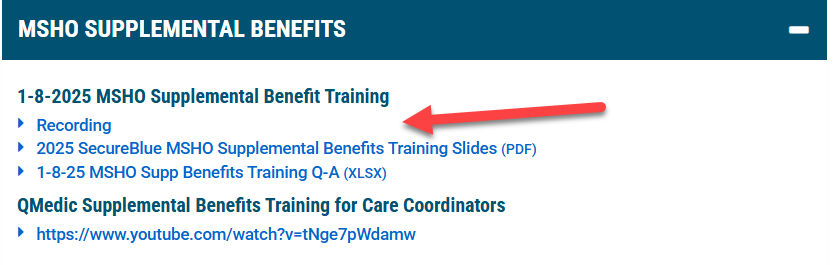 MSHO SUPPLEMENTAL BENEFITS
1-8-2025 MSHO Supplemental Benefit Training
Recording
2025 SecureBlue MSHO Supplemental Benefits Training Slides (PDF)
1-8-25 MSHO Supp Benefits Training Q-A (XLSX)
QMedic Supplemental Benefits Training for Care Coordinators
https://www.youtube.com/watch?v=tNge7pWdamw